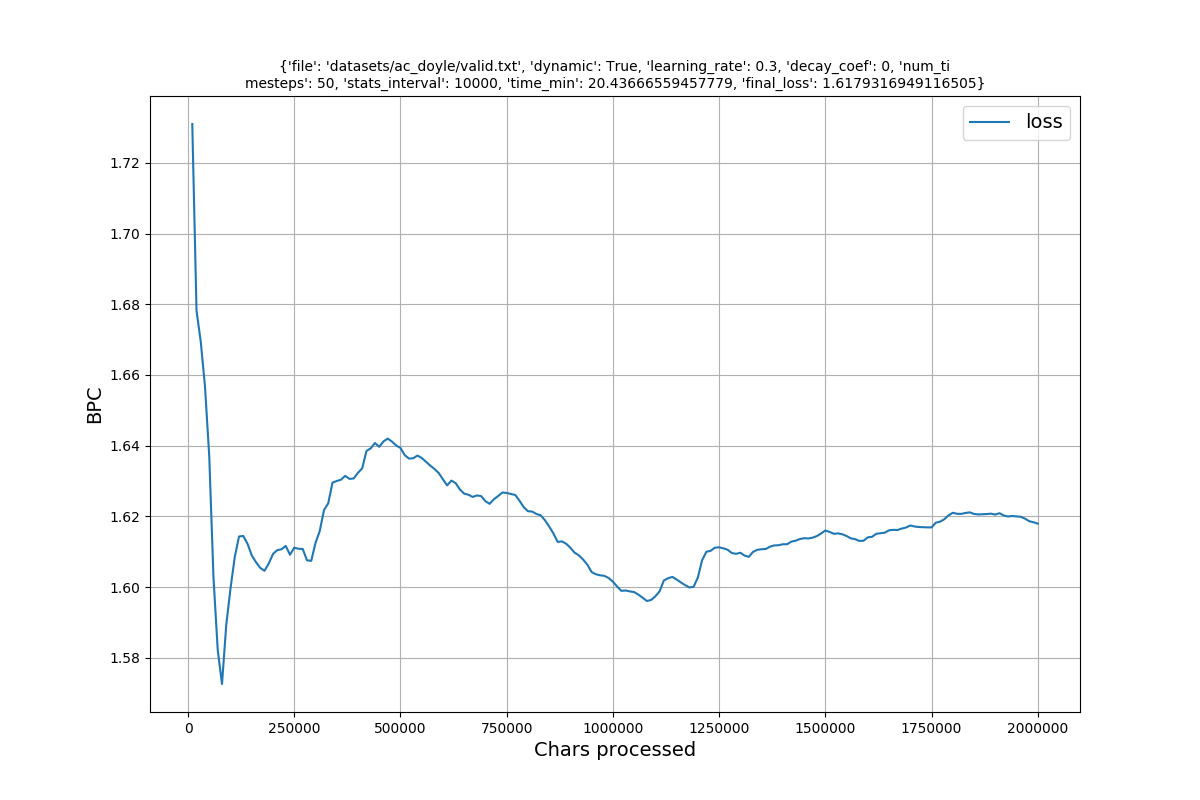 {'file': 'datasets/ac_doyle/valid.txt', 'dynamic': True, 'learning_rate': 0.3, 'decay_coef': 0, 'num_ti
mesteps': 50, 'stats_interval': 10000, 'time_min': 20.43666559457779, 'final_loss': 1.6179316949116505}
loss
1.72
1.70
1.68
1.66
1.64
1.62
1.60
1.58
BPC
0 250000 500000 750000 1000000 1250000 1500000 1750000 2000000
Chars processed